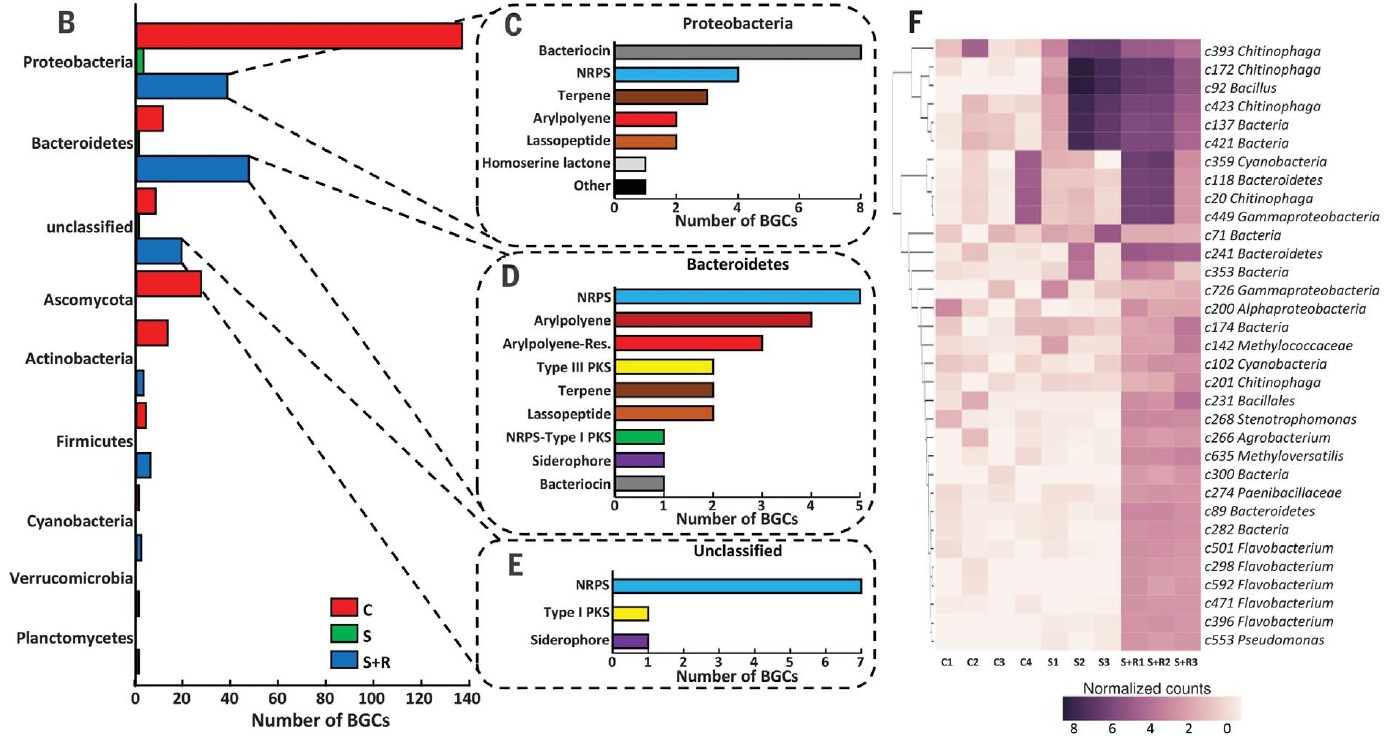 B
Proteobacteria
Bacteroidetes
unclassified
Ascomycota
Actinobacteria
Firmicutes
Cyanobacteria
Verrucomicrobia
Planctomycetes
C
S
S+R
0 20 40 60 80 100 120 140
Number of BGCs
C
Proteobacteria
Bacteriocin
NRPS
Terpene
Arylpolyene
Lassopeptide
Homoserine lactone
Other
0 2 4 6 8
Number of BGCs
D
Bacteroidetes
NRPS
Arylpolyene
Arylpolyene-Res.
Type III PKS
Terpene
Lassopeptide
NRPS-Type I PKS
Siderophore
Bacteriocin
0 1 2 3 4 5
Number of BGCs
E
Unclassified
NRPS
Type I PKS
Siderophore
0 1 2 3 4 5 6 7
Number of BGCs
F
c393 Chitinophaga
c172 Chitinophaga
c92 Bacillus
c423 Chitinophaga
c137 Bacteria
c421 Bacteria
c359 Cyanobacteria
c118 Bacteroidetes
c20 Chitinophaga
c449 Gammaproteobacteria
c71 Bacteria
c241 Bacteroidetes
c353 Bacteria
c726 Gammaproteobacteria
c200 Alphaproteobacteria
c174 Bacteria
c142 Methylococcaceae
c102 Cyanobacteria
c201 Chitinophaga
c231 Bacillales
c268 Stenotrophomonas
c266 Agrobacterium
c635 Methyloversatilis
c300 Bacteria
c274 Paenibacillaceae
c89 Bacteroidetes
c282 Bacteria
c501 Flavobacterium
c298 Flavobacterium
c592 Flavobacterium
c471 Flavobacterium
c396 Flavobacterium
c553 Pseudomonas
C1 C2 C3 C4 S1 S2 S3 S+R1 S+R2 S+R3
Normalized counts
8 6 4 2 0